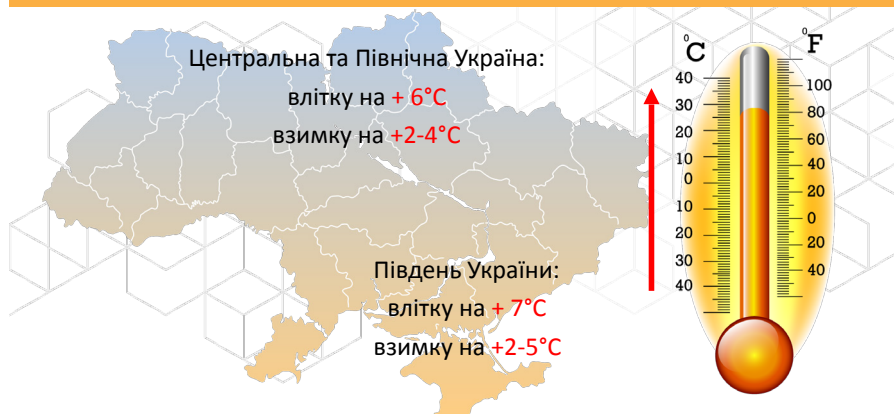 Центральна та Північна Україна:
влітку на + 6°C
взимку на +2-4°C
Південь України:
влітку на + 7°C
взимку на +2-5°C
°C
40
30
20
10
0
10
20
30
40
°F
100
80
60
40
20
0
20
40